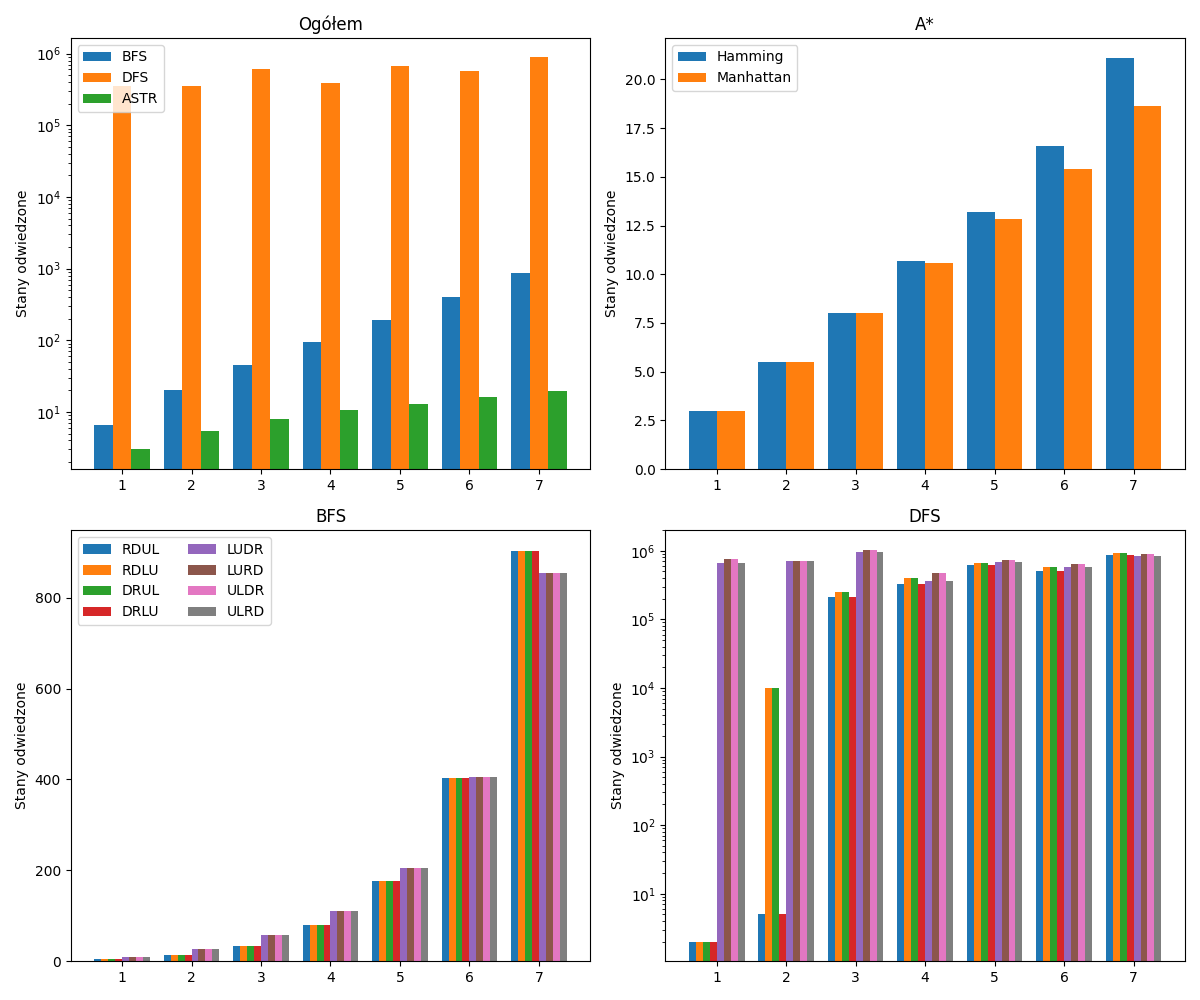 Ogółem
Stany odwiedzone
10^6
10^5
10^4
10^3
10^2
10^1
BFS
DFS
ASTR
1 2 3 4 5 6 7
A*
Stany odwiedzone
20.0
17.5
15.0
12.5
10.0
7.5
5.0
2.5
0.0
Hamming
Manhattan
1 2 3 4 5 6 7
BFS
Stany odwiedzone
800
600
400
200
0
RDUL LUDR
RDLU LURD
DRUL ULDR
DRLU ULRD
1 2 3 4 5 6 7
DFS
Stany odwiedzone
10^6
10^5
10^4
10^3
10^2
10^1
1 2 3 4 5 6 7